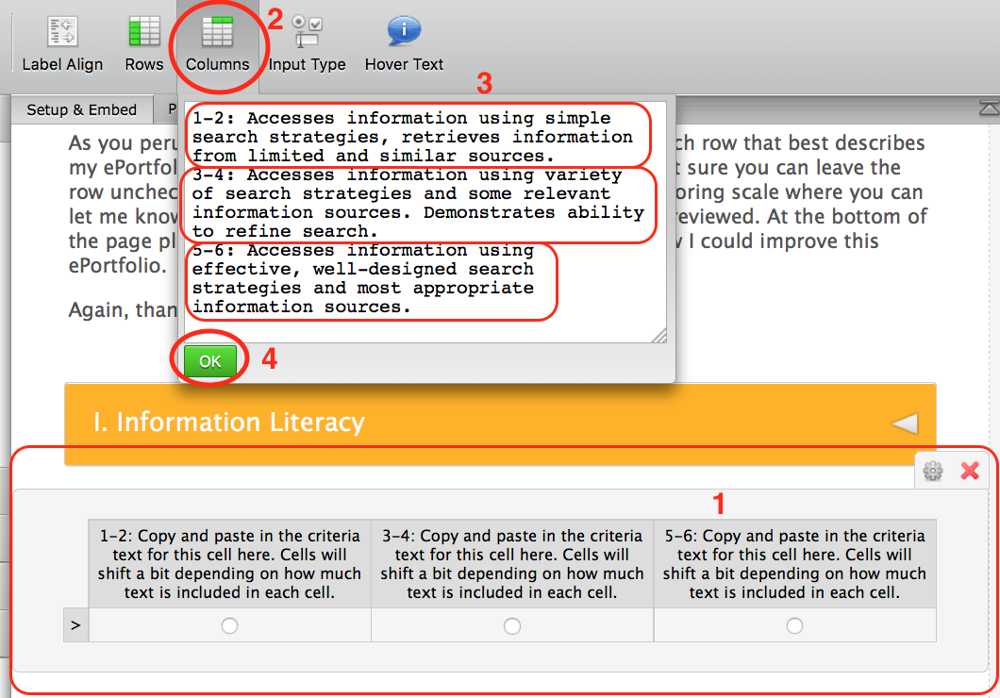 2
Label Align Rows Columns Input Type Hover Text
3
Setup & Embed P
1-2: Accesses information using simple
search strategies, retrieves information
from limited and similar sources.
3-4: Accesses information using variety
of search strategies and some relevant
information sources. Demonstrates ability
to refine search.
5-6: Accesses information using
effective, well-designed search
strategies and most appropriate
information sources.
OK 4
As you peru ch row that best describes
my ePortfol t sure you can leave the
row unchec oring scale where you can
let me know reviewed. At the bottom of
the page pl w I could improve this
ePortfolio.
Again, than
I. Information Literacy
1
1-2: Copy and paste in the criteria
text for this cell here. Cells will
shift a bit depending on how much
text is included in each cell.
3-4: Copy and paste in the criteria
text for this cell here. Cells will
shift a bit depending on how much
text is included in each cell.
5-6: Copy and paste in the criteria
text for this cell here. Cells will
shift a bit depending on how much
text is included in each cell.
>